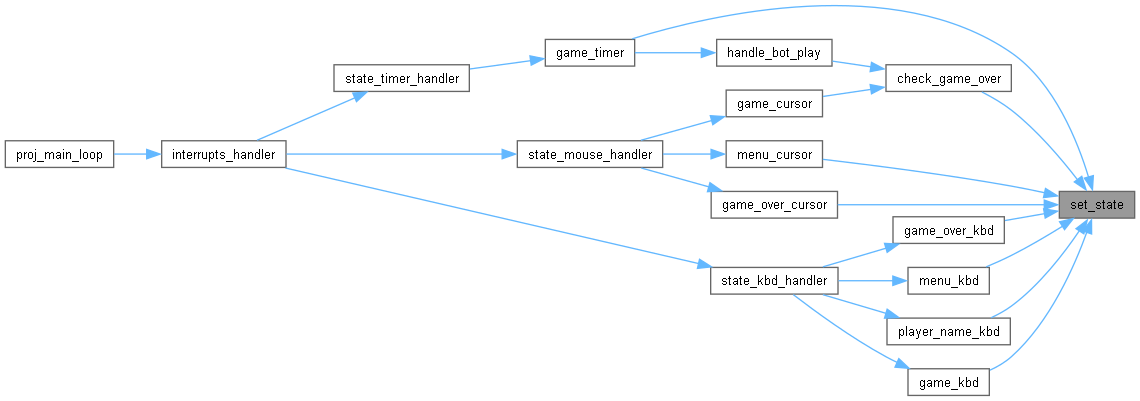 game_timer
handle_bot_play
state_timer_handler
check_game_over
game_cursor
proj_main_loop
interrupts_handler
state_mouse_handler
menu_cursor
game_over_cursor
set_state
game_over_kbd
state_kbd_handler
menu_kbd
player_name_kbd
game_kbd